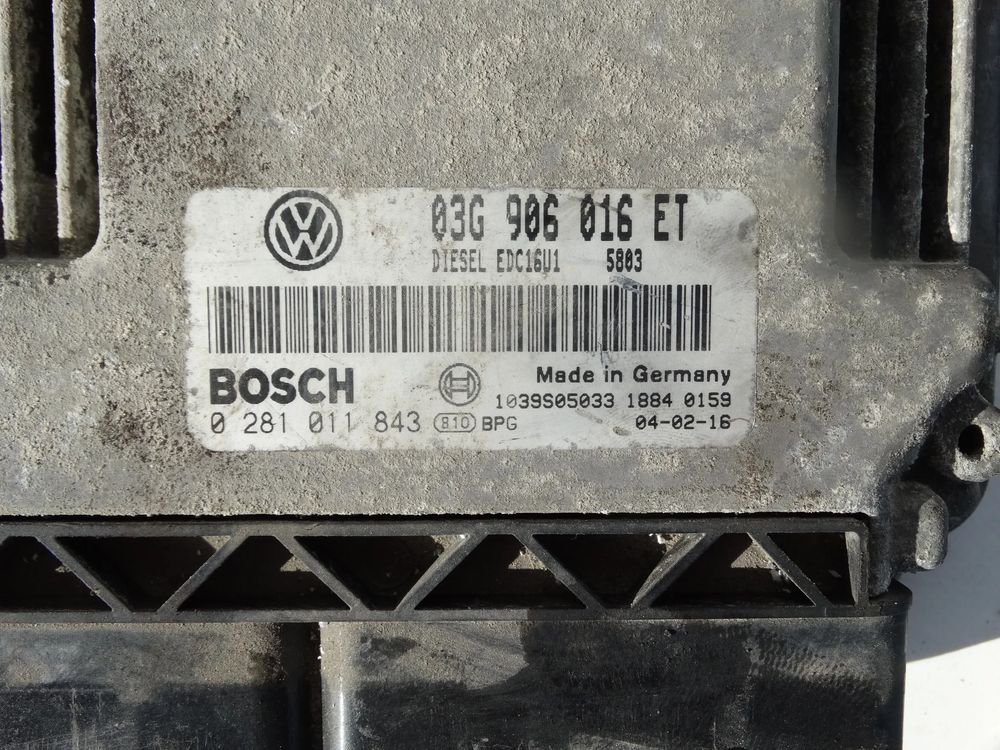 03G 906 016 ET
DIESEL EDC16U1 5803
BOSCH
Made in Germany
1039S05033 1884 0159
0 281 011 843 810 BPG 04-02-16